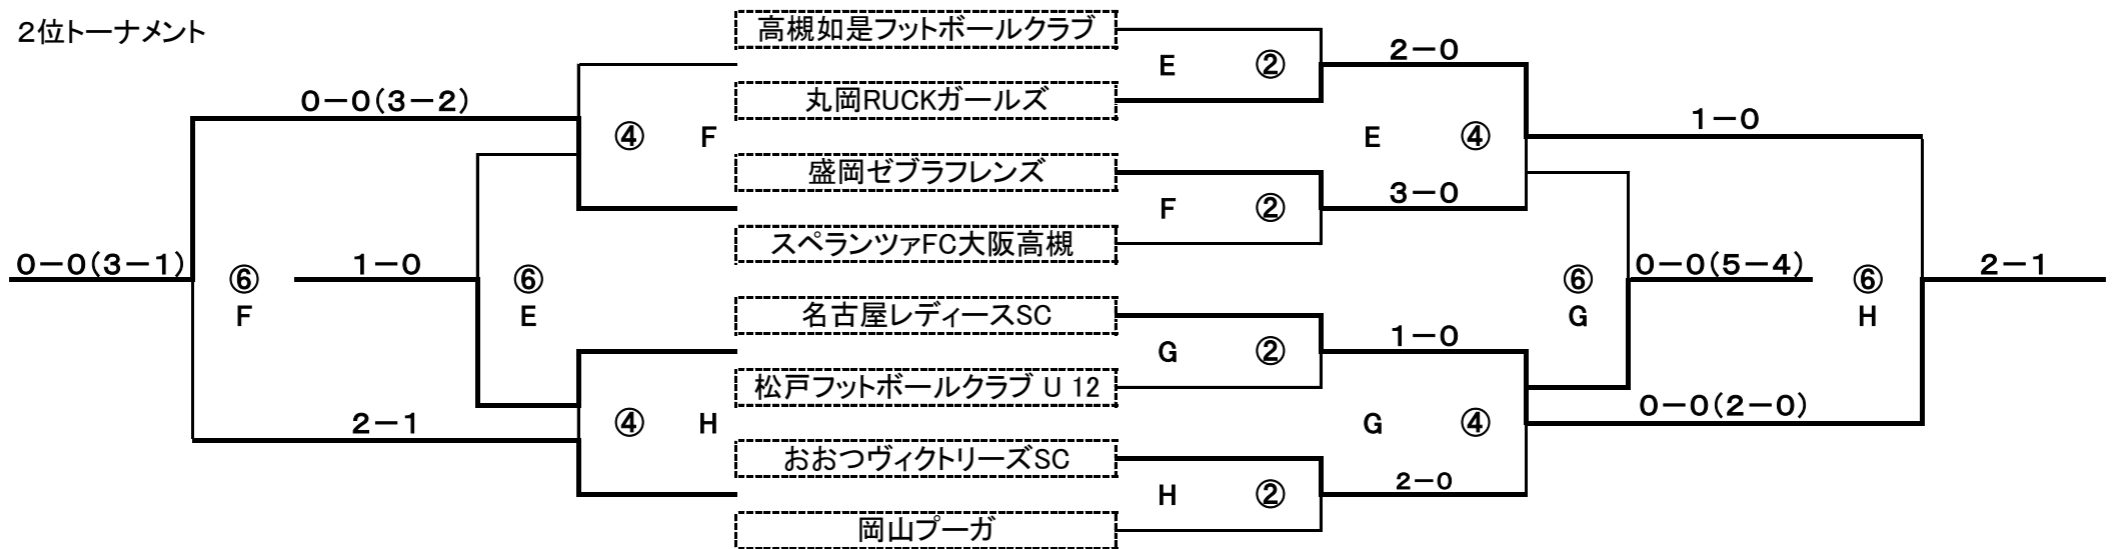 2位トーナメント
高槻如是フットボールクラブ
E ② 2-0
0-0(3-2)
丸岡RUCKガールズ
1-0
④ F
E ④
盛岡ゼブラフレンズ
F ② 3-0
スペランツァFC大阪高槻
0-0(3-1) ⑥ 1-0 ⑥
⑥ 0-0(5-4) ⑥ 2-1
F E
名古屋レディースSC
G H
1-0
G ②
松戸フットボールクラブ U 12
0-0(2-0)
2-1 ④ H
G ④
おおつヴィクトリーズSC
H ② 2-0
岡山プーガ